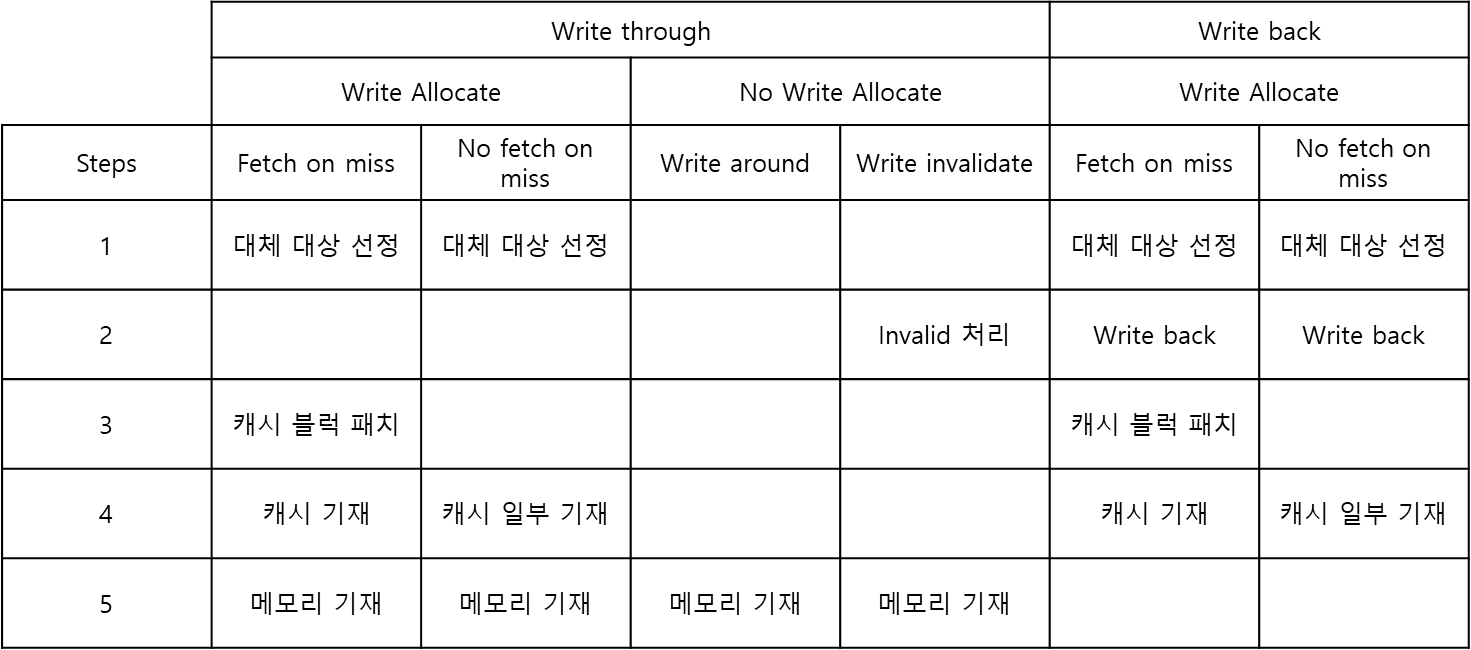 Write through
Write back
Write Allocate
No Write Allocate
Write Allocate
Steps
Fetch on miss
No fetch on
miss
Write around
Write invalidate
Fetch on miss
No fetch on
miss
1
대체 대상 선정
대체 대상 선정
대체 대상 선정
대체 대상 선정
2
Invalid 처리
Write back
Write back
3
캐시 블럭 패치
캐시 블럭 패치
4
캐시 기재
캐시 일부 기재
캐시 기재
캐시 일부 기재
5
메모리 기재
메모리 기재
메모리 기재
메모리 기재